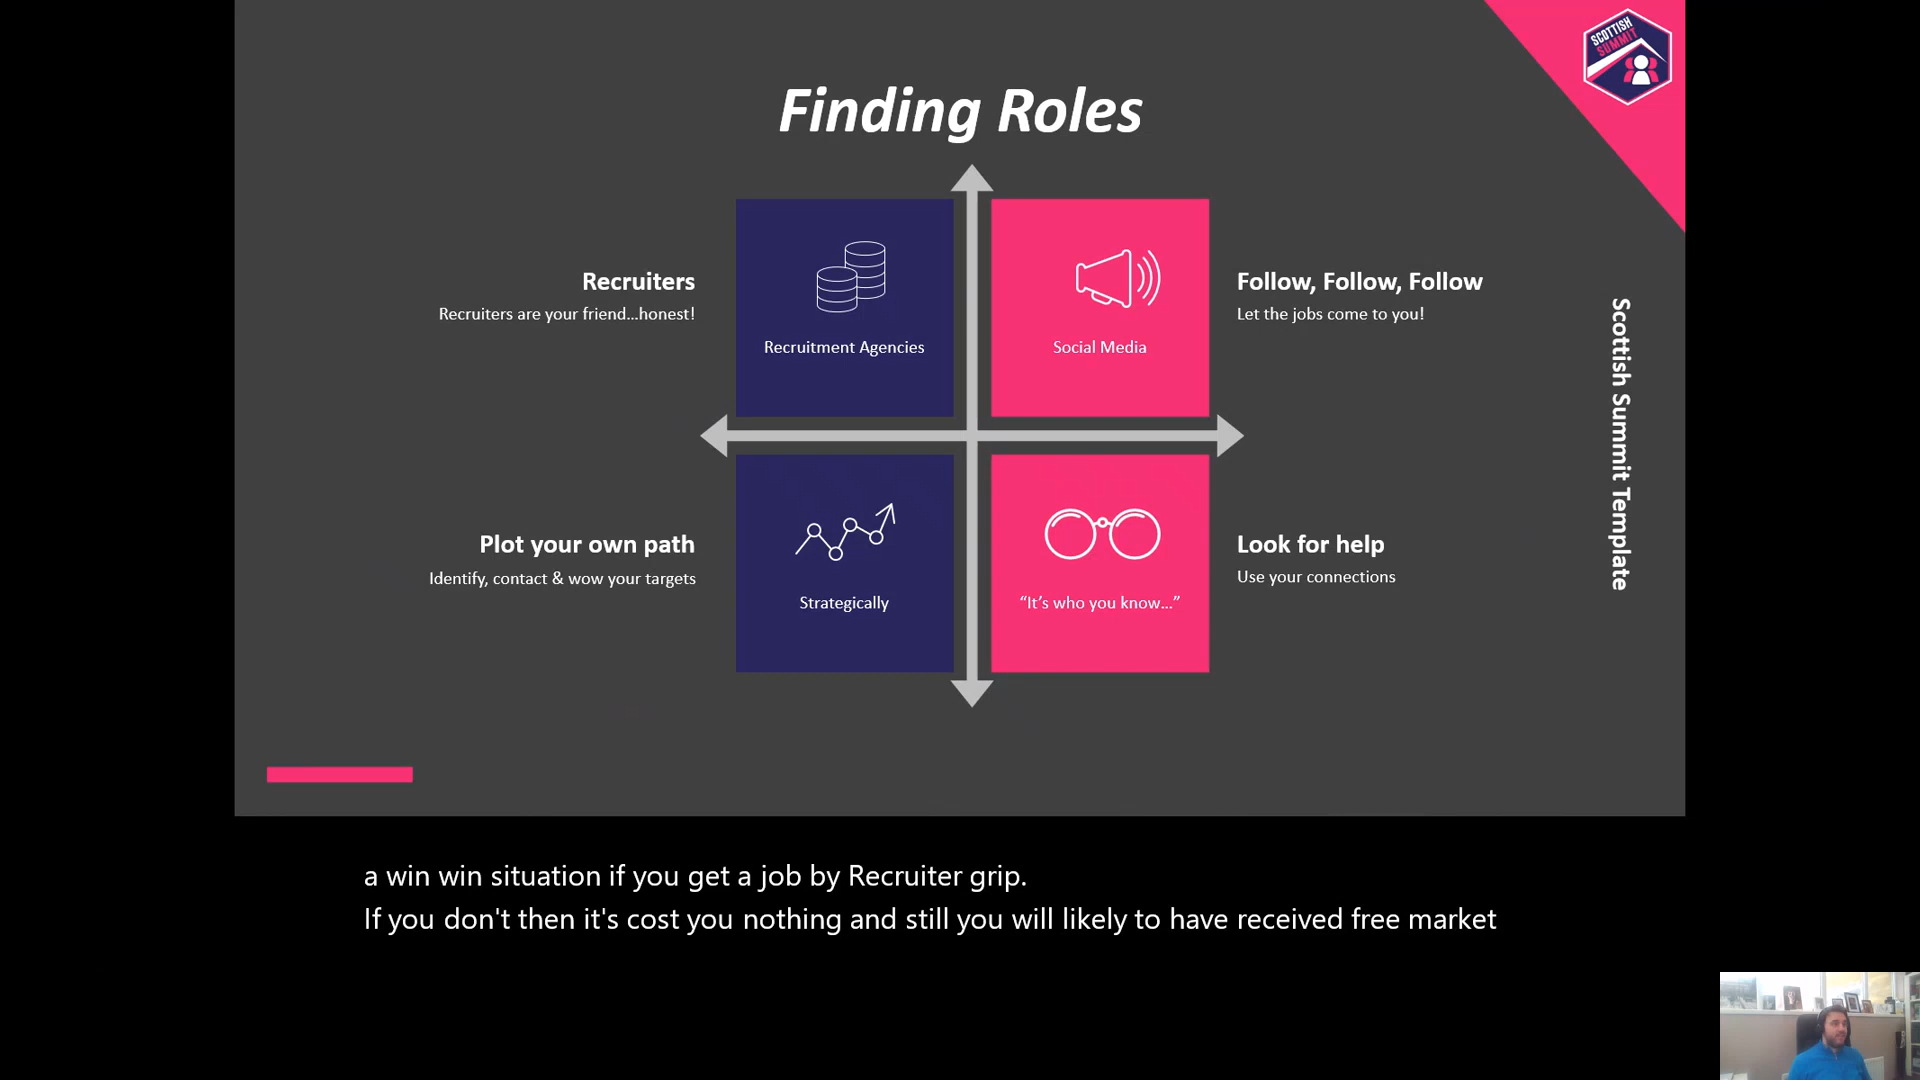 SCOTTISH
SUMMIT
Finding Roles
Recruiters
Recruiters are your friend...honest!
Recruitment Agencies
Social Media
Follow, Follow, Follow
Let the jobs come to you!
Plot your own path
Identify, contact & wow your targets
Strategically
“It’s who you know...”
Look for help
Use your connections
Scottish Summit Template
a win win situation if you get a job by Recruiter grip.
If you don't then it's cost you nothing and still you will likely to have received free market